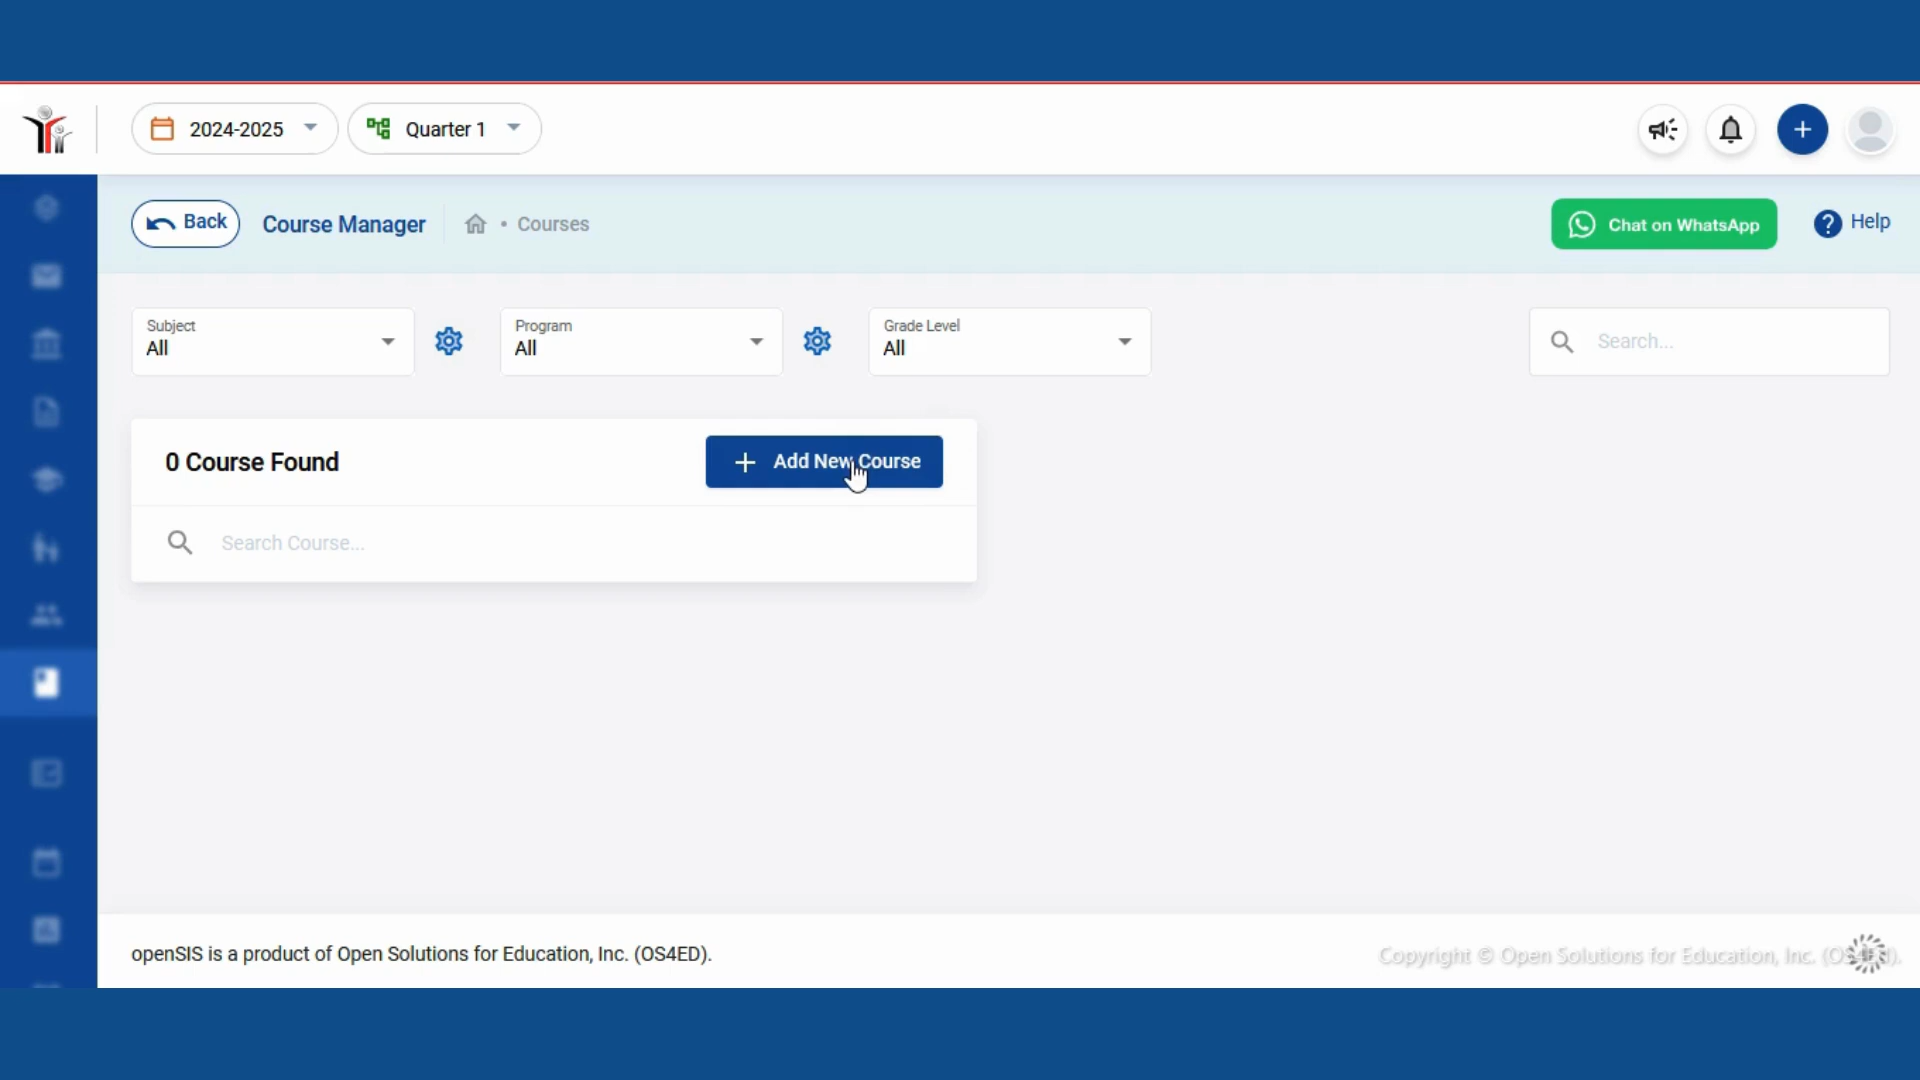 2024-2025
Quarter 1
Back
Course Manager
• Courses
Chat on WhatsApp
? Help
Subject
All
Program
All
Grade Level
All
Search...
0 Course Found
+ Add New Course
Search Course...
openSIS is a product of Open Solutions for Education, Inc. (OS4ED).
Copyright © Open Solutions for Education, Inc.